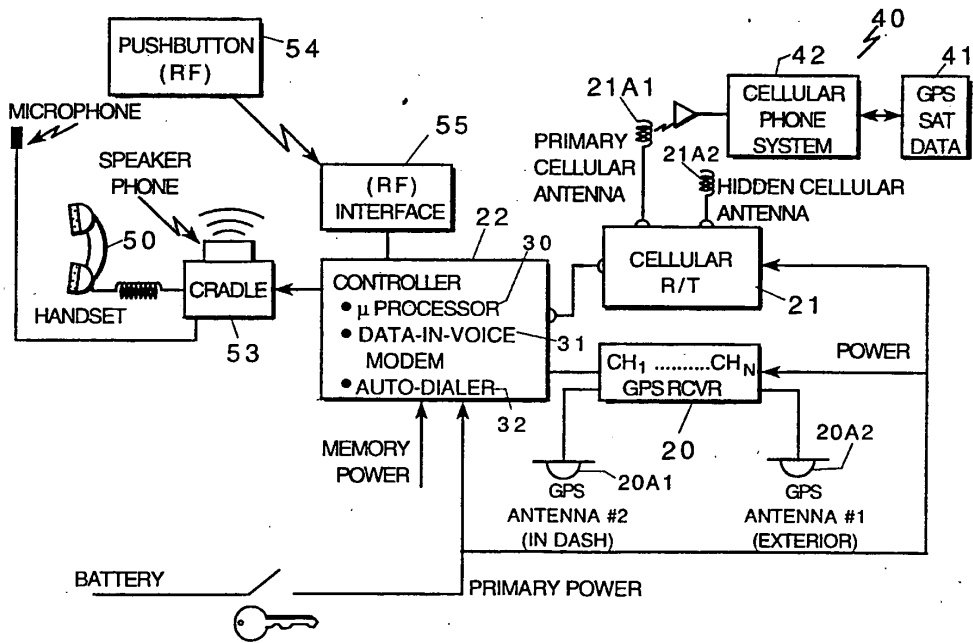 PUSHBUTTON
(RF)
54
MICROPHONE
SPEAKER
PHONE
50
HANDSET
CRADLE
53
55
(RF)
INTERFACE
22
CONTROLLER
• μ PROCESSOR
• DATA-IN-VOICE
MODEM
• AUTO-DIALER
30
31
32
MEMORY
POWER
BATTERY
PRIMARY POWER
40
42
CELLULAR
PHONE
SYSTEM
41
GPS
SAT
DATA
21A1
PRIMARY
CELLULAR
ANTENNA
21A2
HIDDEN CELLULAR
ANTENNA
CELLULAR
R/T
21
POWER
CH1 ..........CHN
GPS RCVR
20
20A1
GPS
ANTENNA #2
(IN DASH)
20A2
GPS
ANTENNA #1
(EXTERIOR)